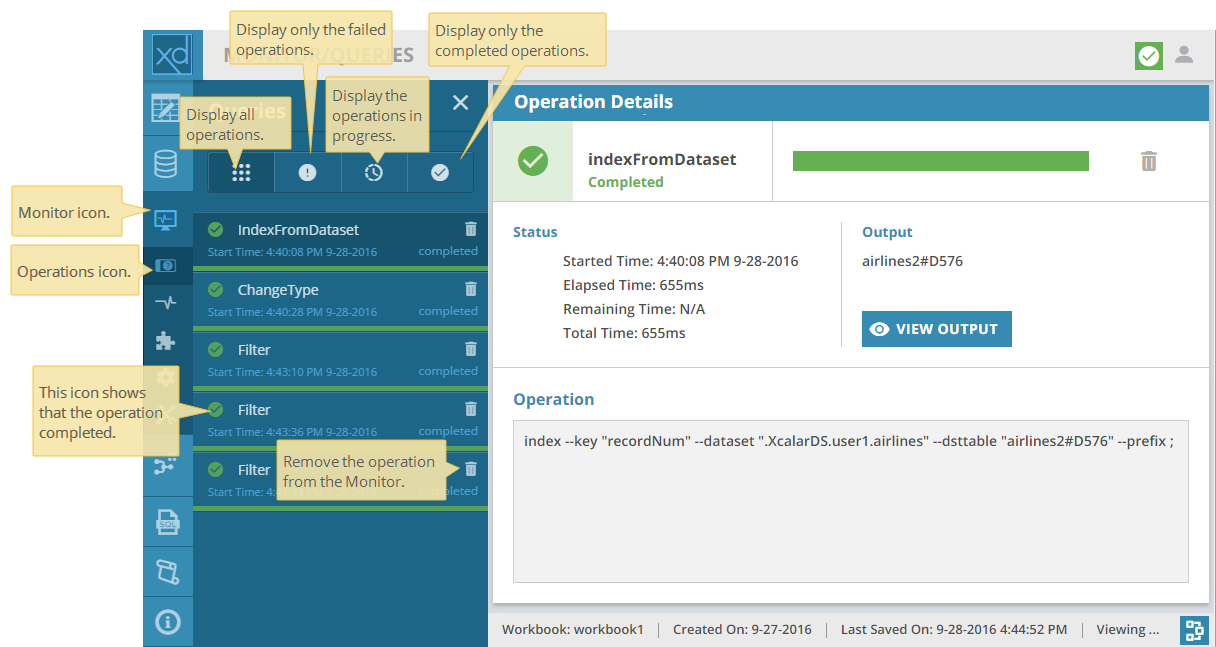 Display only the failed
operations.
Display only the
completed operations.
xd
MONITOR/QUERIES
Queries
Display all
operations.
Display the
operations in
progress.
Monitor icon.
Operations icon.
This icon shows
that the operation
completed.
IndexFromDataset
Start Time: 4:40:08 PM 9-28-2016 completed
ChangeType
Start Time: 4:40:28 PM 9-28-2016 completed
Filter
Start Time: 4:43:10 PM 9-28-2016 completed
Filter
Start Time: 4:43:36 PM 9-28-2016 completed
Filter
Start Time: completed
Remove the operation
from the Monitor.
SQL
Operation Details
indexFromDataset
Completed
Status
Started Time: 4:40:08 PM 9-28-2016
Elapsed Time: 655ms
Remaining Time: N/A
Total Time: 655ms
Output
airlines2#D576
VIEW OUTPUT
Operation
index --key "recordNum" --dataset ".XcalarDS.user1.airlines" --dsttable "airlines2#D576" --prefix ;
Workbook: workbook1 | Created On: 9-27-2016 | Last Saved On: 9-28-2016 4:44:52 PM | Viewing ...